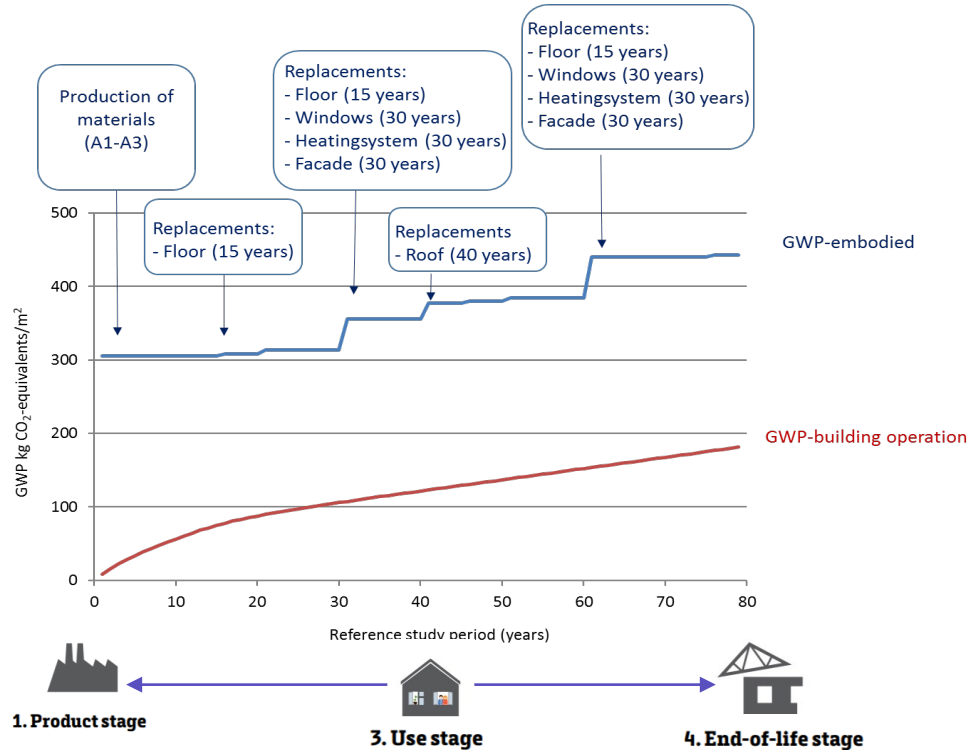 Production of
materials
(A1-A3)
Replacements:
- Floor (15 years)
Replacements:
- Floor (15 years)
- Windows (30 years)
- Heatingsystem (30 years)
- Facade (30 years)
Replacements
- Roof (40 years)
Replacements:
- Floor (15 years)
- Windows (30 years)
- Heatingsystem (30 years)
- Facade (30 years)
GWP-embodied
GWP-building operation
GWP kg CO₂-equivalents/m²
500
400
300
200
100
0
0 10 20 30 40 50 60 70 80
Reference study period (years)
1. Product stage
3. Use stage
4. End-of-life stage